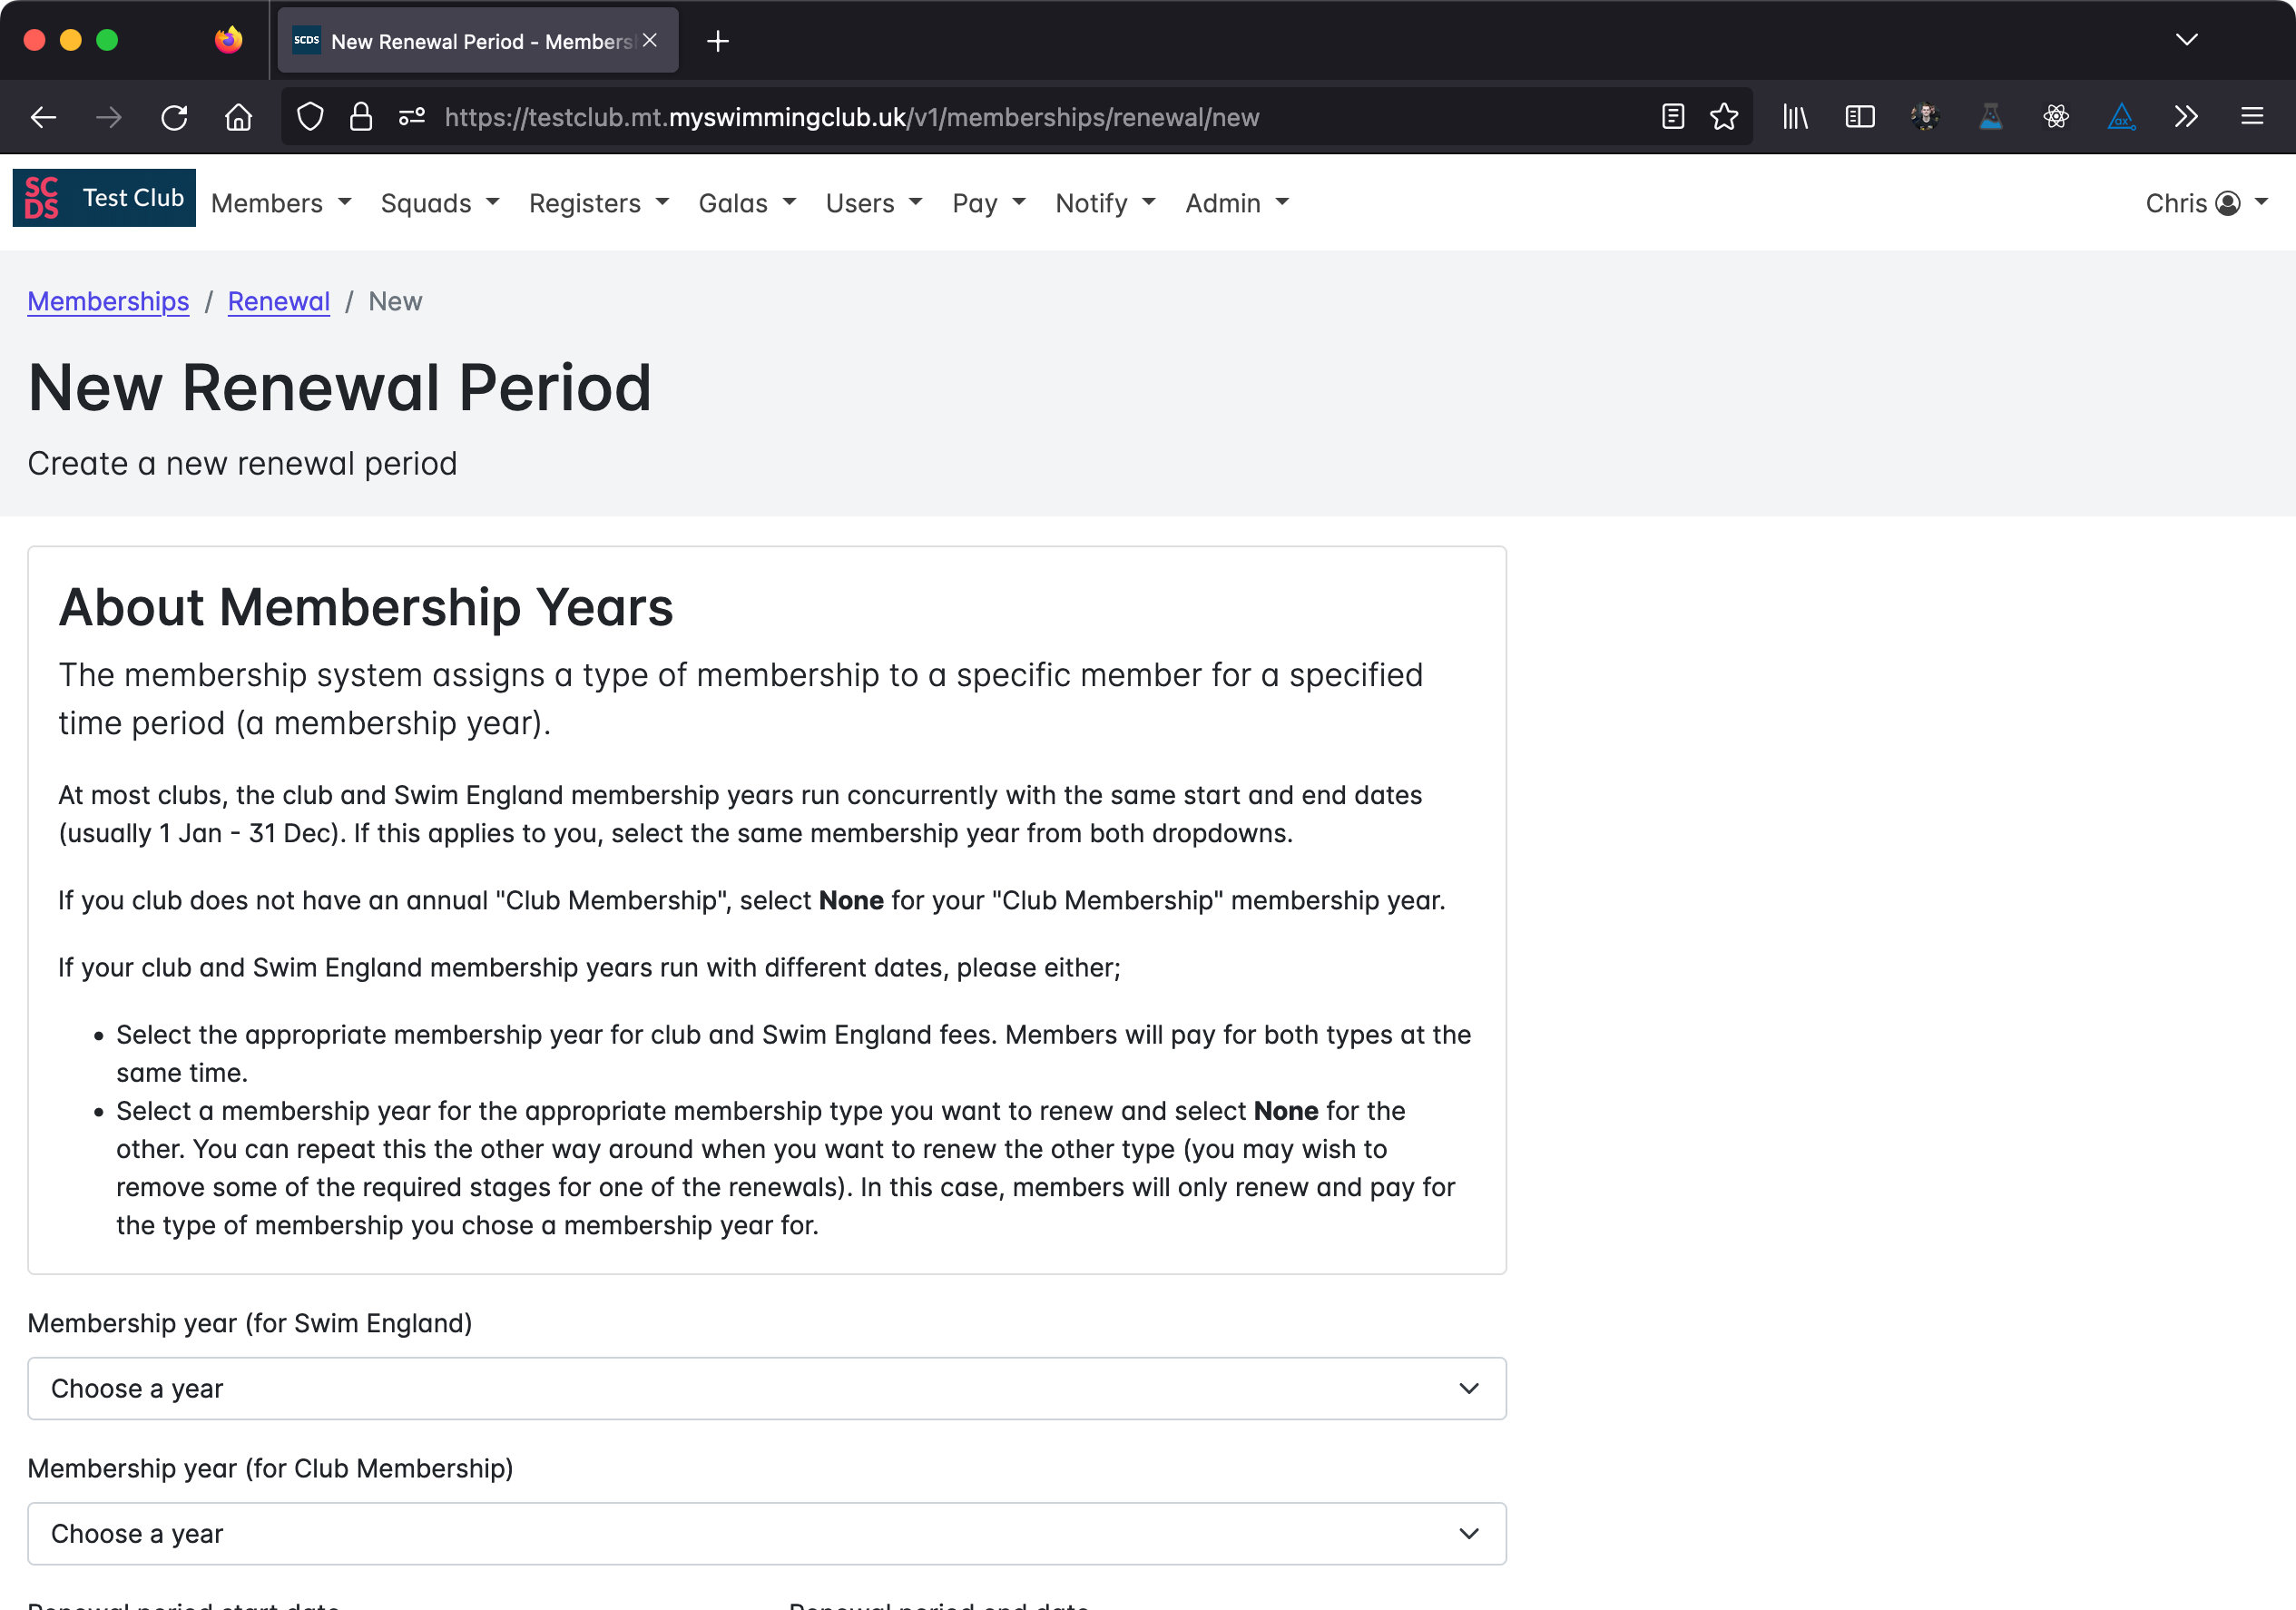 SCDS New Renewal Period - Members
https://testclub.mt.myswimmingclub.uk/v1/memberships/renewal/new
SC
DS
Test Club
Members Squads Registers Galas Users Pay Notify Admin Chris
Memberships / Renewal / New
New Renewal Period
Create a new renewal period
About Membership Years
The membership system assigns a type of membership to a specific member for a specified
time period (a membership year).
At most clubs, the club and Swim England membership years run concurrently with the same start and end dates
(usually 1 Jan - 31 Dec). If this applies to you, select the same membership year from both dropdowns.
If you club does not have an annual "Club Membership", select None for your "Club Membership" membership year.
If your club and Swim England membership years run with different dates, please either;
• Select the appropriate membership year for club and Swim England fees. Members will pay for both types at the
same time.
• Select a membership year for the appropriate membership type you want to renew and select None for the
other. You can repeat this the other way around when you want to renew the other type (you may wish to
remove some of the required stages for one of the renewals). In this case, members will only renew and pay for
the type of membership you chose a membership year for.
Membership year (for Swim England)
Choose a year
Membership year (for Club Membership)
Choose a year
Renewal period start date Renewal period end date